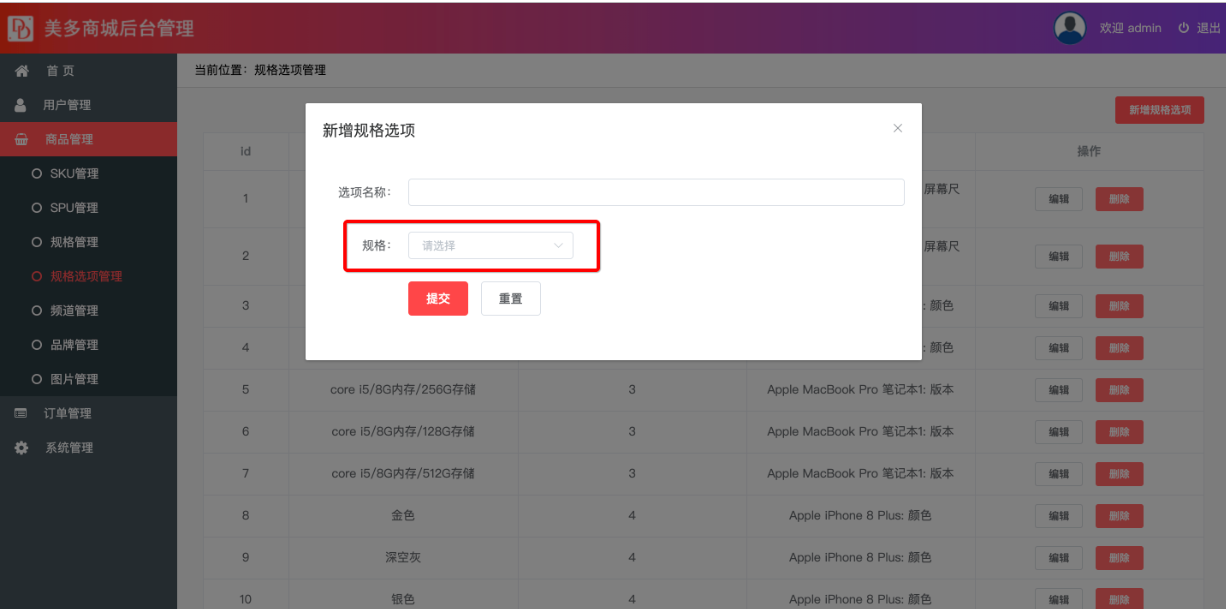 美多商城后台管理
欢迎 admin 退出
首页
当前位置：规格选项管理
用户管理
新增规格选项
商品管理
SKU管理
SPU管理
规格管理
规格选项管理
频道管理
品牌管理
图片管理
订单管理
系统管理
新增规格选项
选项名称：
规格： 请选择
提交 重置
id 操作
1 屏幕尺 编辑 删除
2 屏幕尺 编辑 删除
3 : 颜色 编辑 删除
4 : 颜色 编辑 删除
5 core i5/8G内存/256G存储 3 Apple MacBook Pro 笔记本1: 版本 编辑 删除
6 core i5/8G内存/128G存储 3 Apple MacBook Pro 笔记本1: 版本 编辑 删除
7 core i5/8G内存/512G存储 3 Apple MacBook Pro 笔记本1: 版本 编辑 删除
8 金色 4 Apple iPhone 8 Plus: 颜色 编辑 删除
9 深空灰 4 Apple iPhone 8 Plus: 颜色 编辑 删除
10 银色 4 Apple iPhone 8 Plus: 颜色 编辑 删除